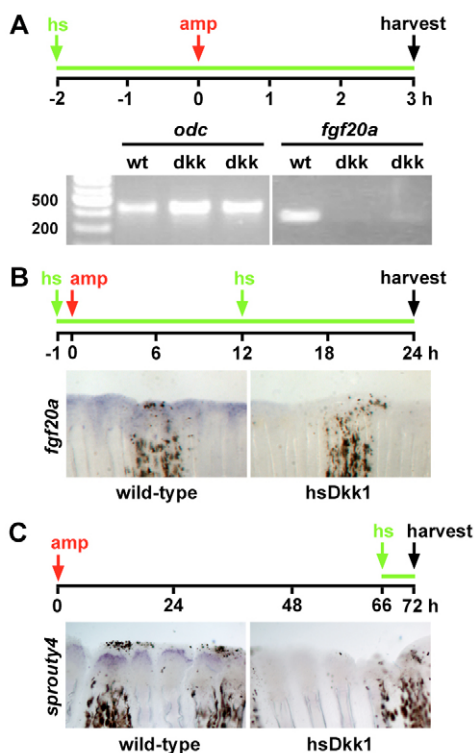 A
hs amp harvest
-2 -1 0 1 2 3 h
odc fgf20a
wt dkk dkk wt dkk dkk
500
200
B
hs amp hs harvest
-1 0 6 12 18 24 h
fgf20a
wild-type hsDkk1
C
amp hs harvest
0 24 48 66 72 h
sprouty4
wild-type hsDkk1